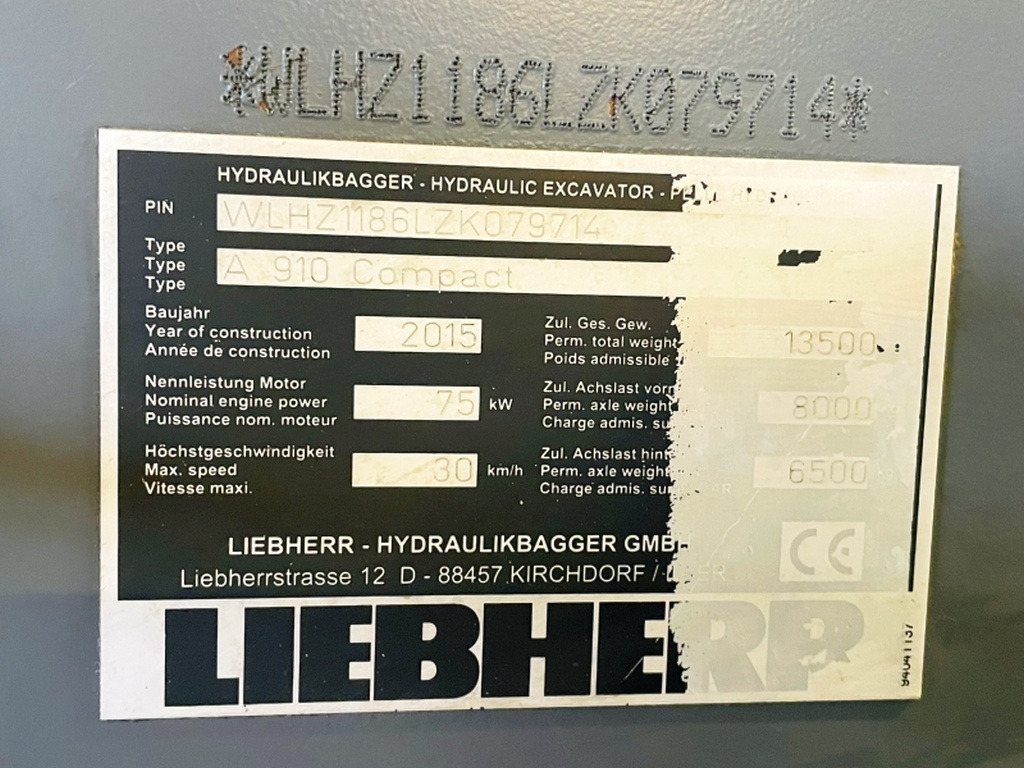 *WLHZ1186LZK079714*
HYDRAULIKBAGGER - HYDRAULIC EXCAVATOR -
PIN WLHZ1186LZK079714
Type
Type A 910 Compact
Type
Baujahr
Year of construction 2015
Année de construction
Zul. Ges. Gew.
Perm. total weight 13500
Poids admissible
Nennleistung Motor
Nominal engine power 75 kW
Puissance nom. moteur
Zul. Achslast vorn
Perm. axle weight 8000
Charge admis.
Höchstgeschwindigkeit
Max. speed 30 km/h
Vitesse maxi.
Zul. Achslast
Perm. axle weight 6500
Charge admis.
LIEBHERR - HYDRAULIKBAGGER GMBH
CE
Liebherrstrasse 12 D - 88457 KIRCHDORF /
LIEBHERR